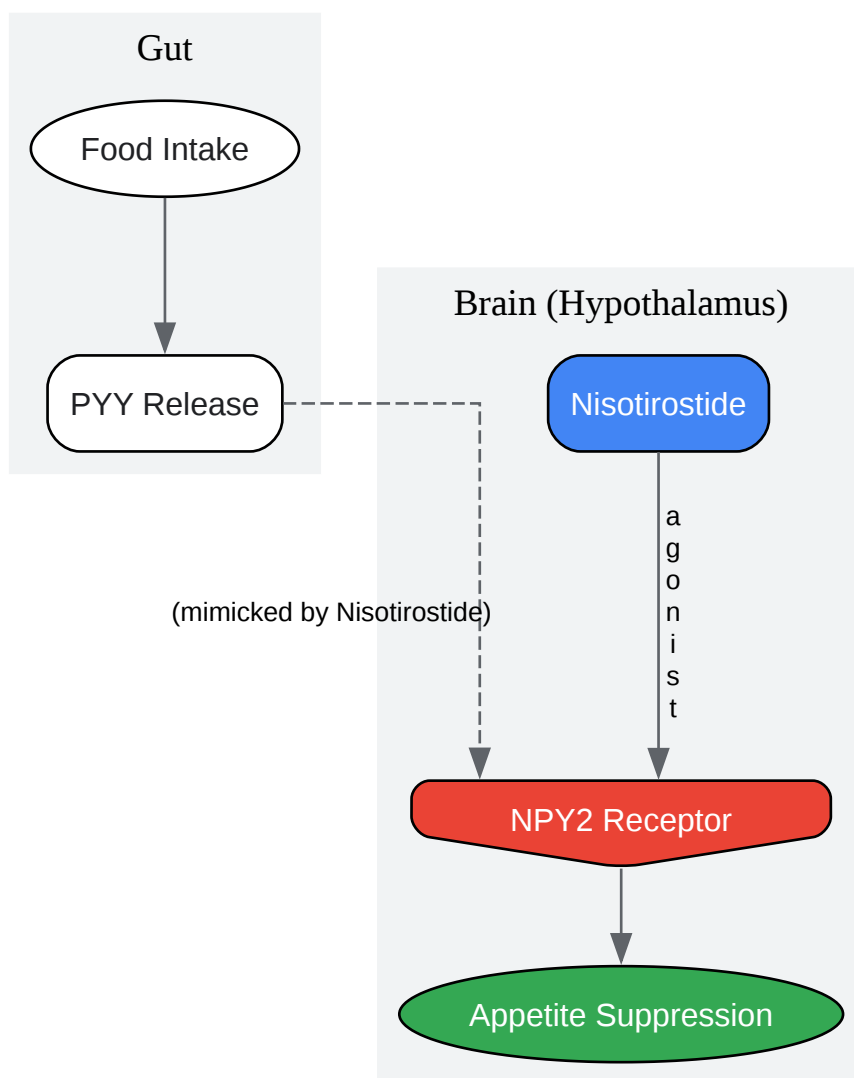 Gut
Food Intake
PYY Release
Brain (Hypothalamus)
Nisotirostide
(mimicked by Nisotirostide)
a
g
o
n
i
s
t
NPY2 Receptor
Appetite Suppression